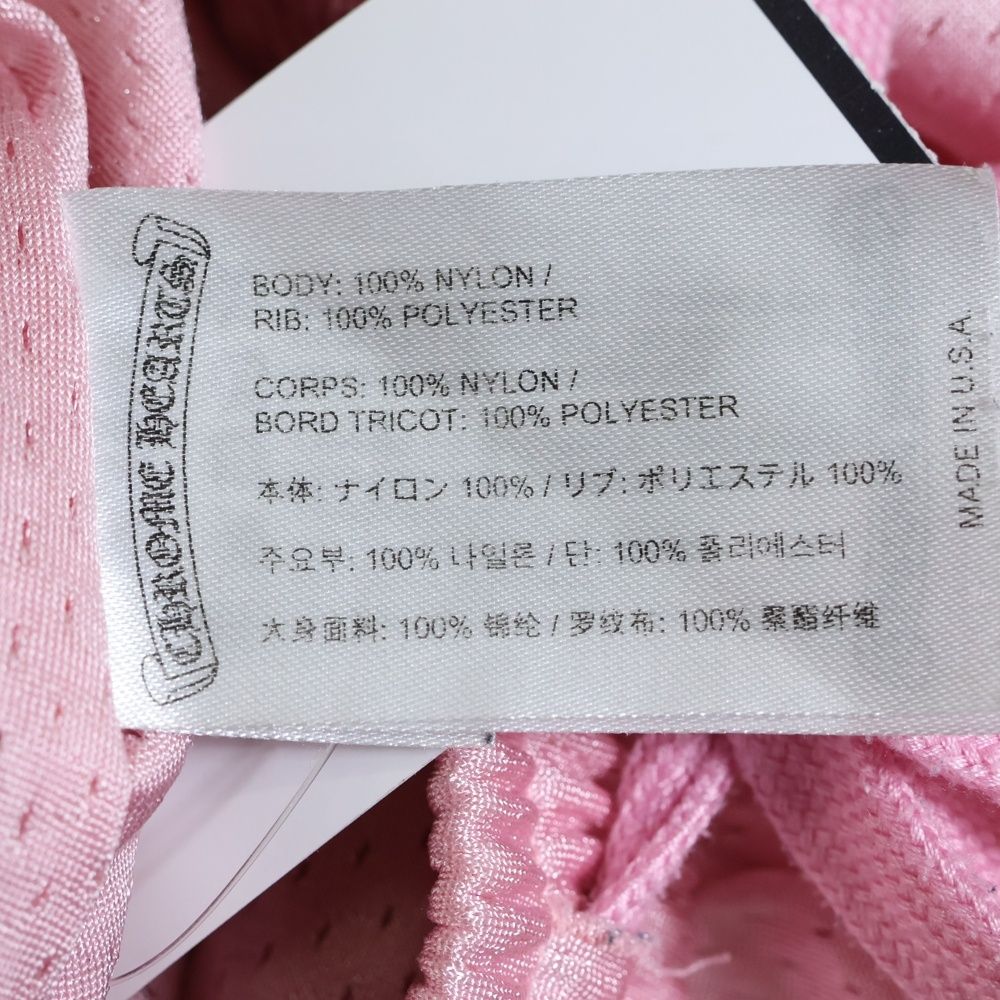 CHROME HEARTS
BODY: 100% NYLON /
RIB: 100% POLYESTER
CORPS: 100% NYLON /
BORD TRICOT: 100% POLYESTER
本体: ナイロン 100% / リブ: ポリエステル 100%
주요부: 100% 나일론 / 단: 100% 폴리에스터
大身面料: 100% 锦纶 / 罗纹布: 100% 聚酯纤维
MADE IN U.S.A.